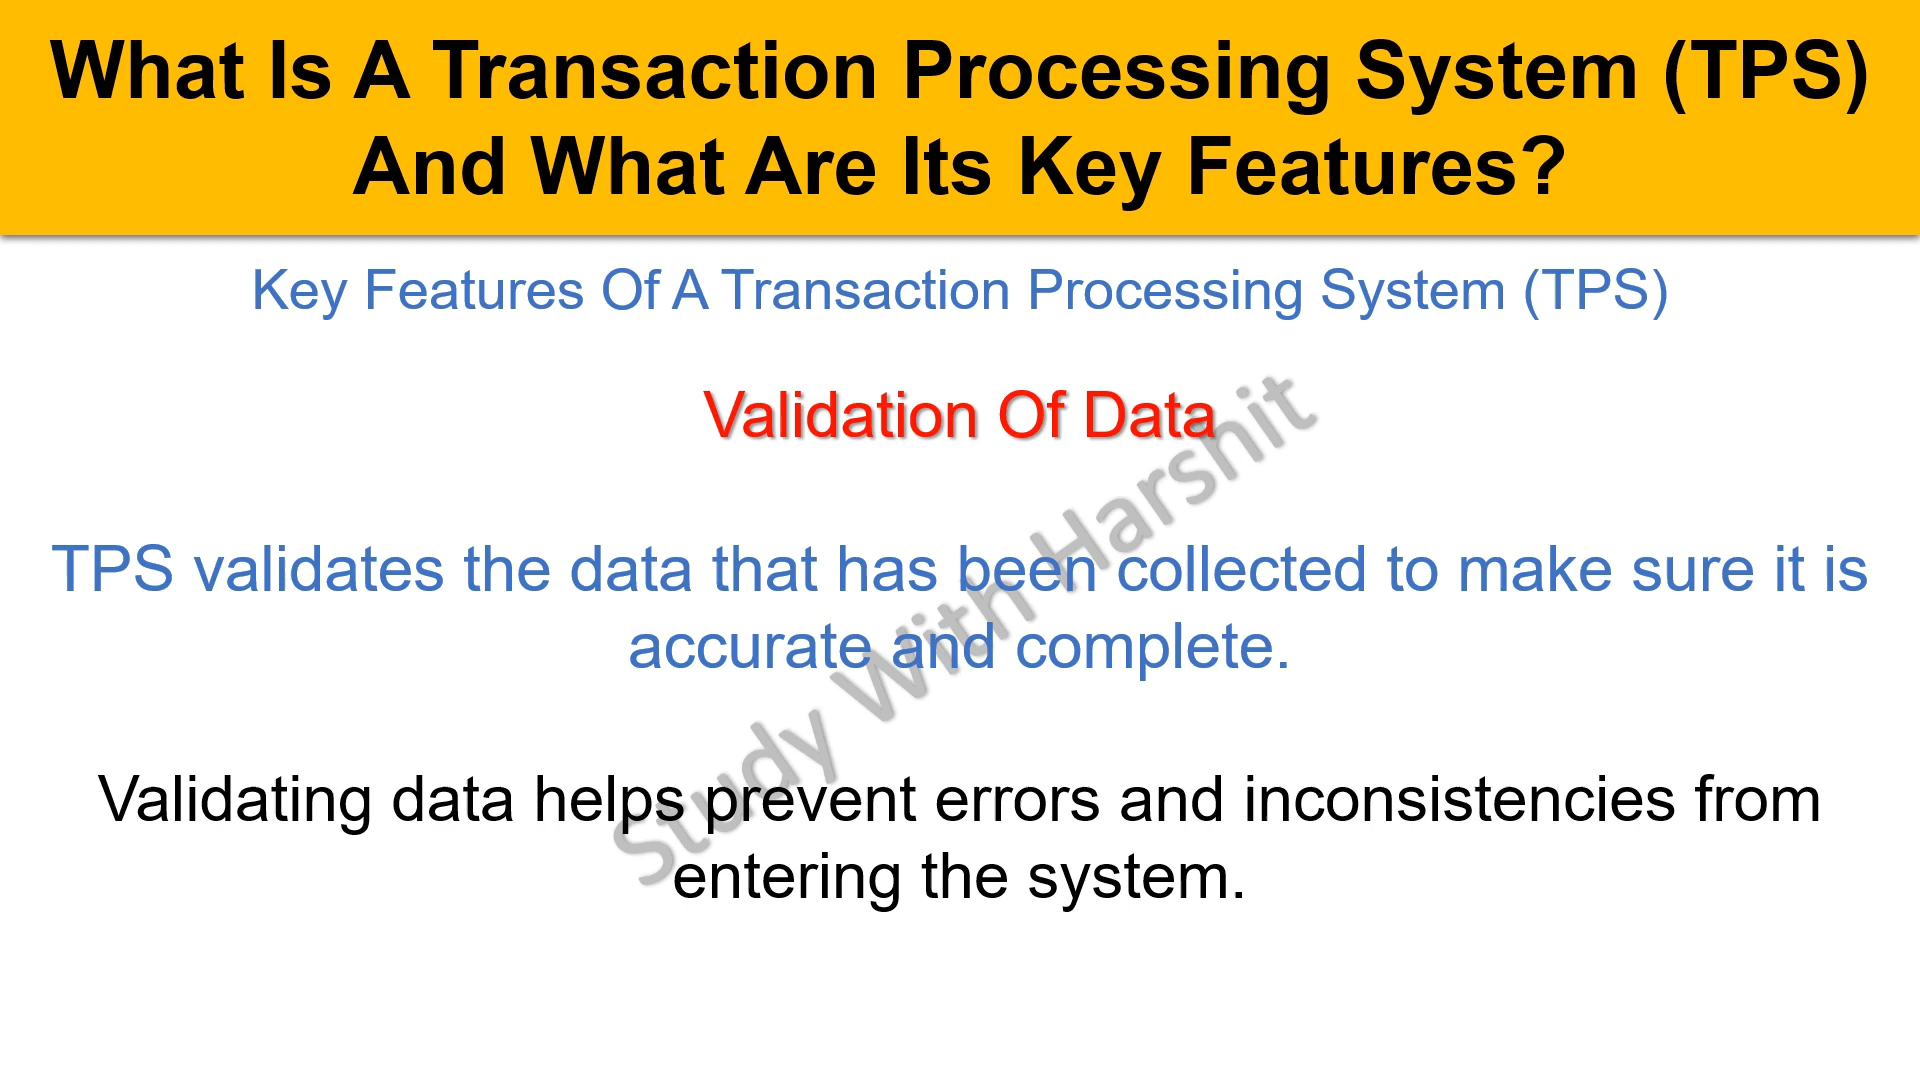 What Is A Transaction Processing System (TPS)
And What Are Its Key Features?
Key Features Of A Transaction Processing System (TPS)
Validation Of Data
TPS validates the data that has been collected to make sure it is
accurate and complete.
Validating data helps prevent errors and inconsistencies from
entering the system.
Study With Harshit